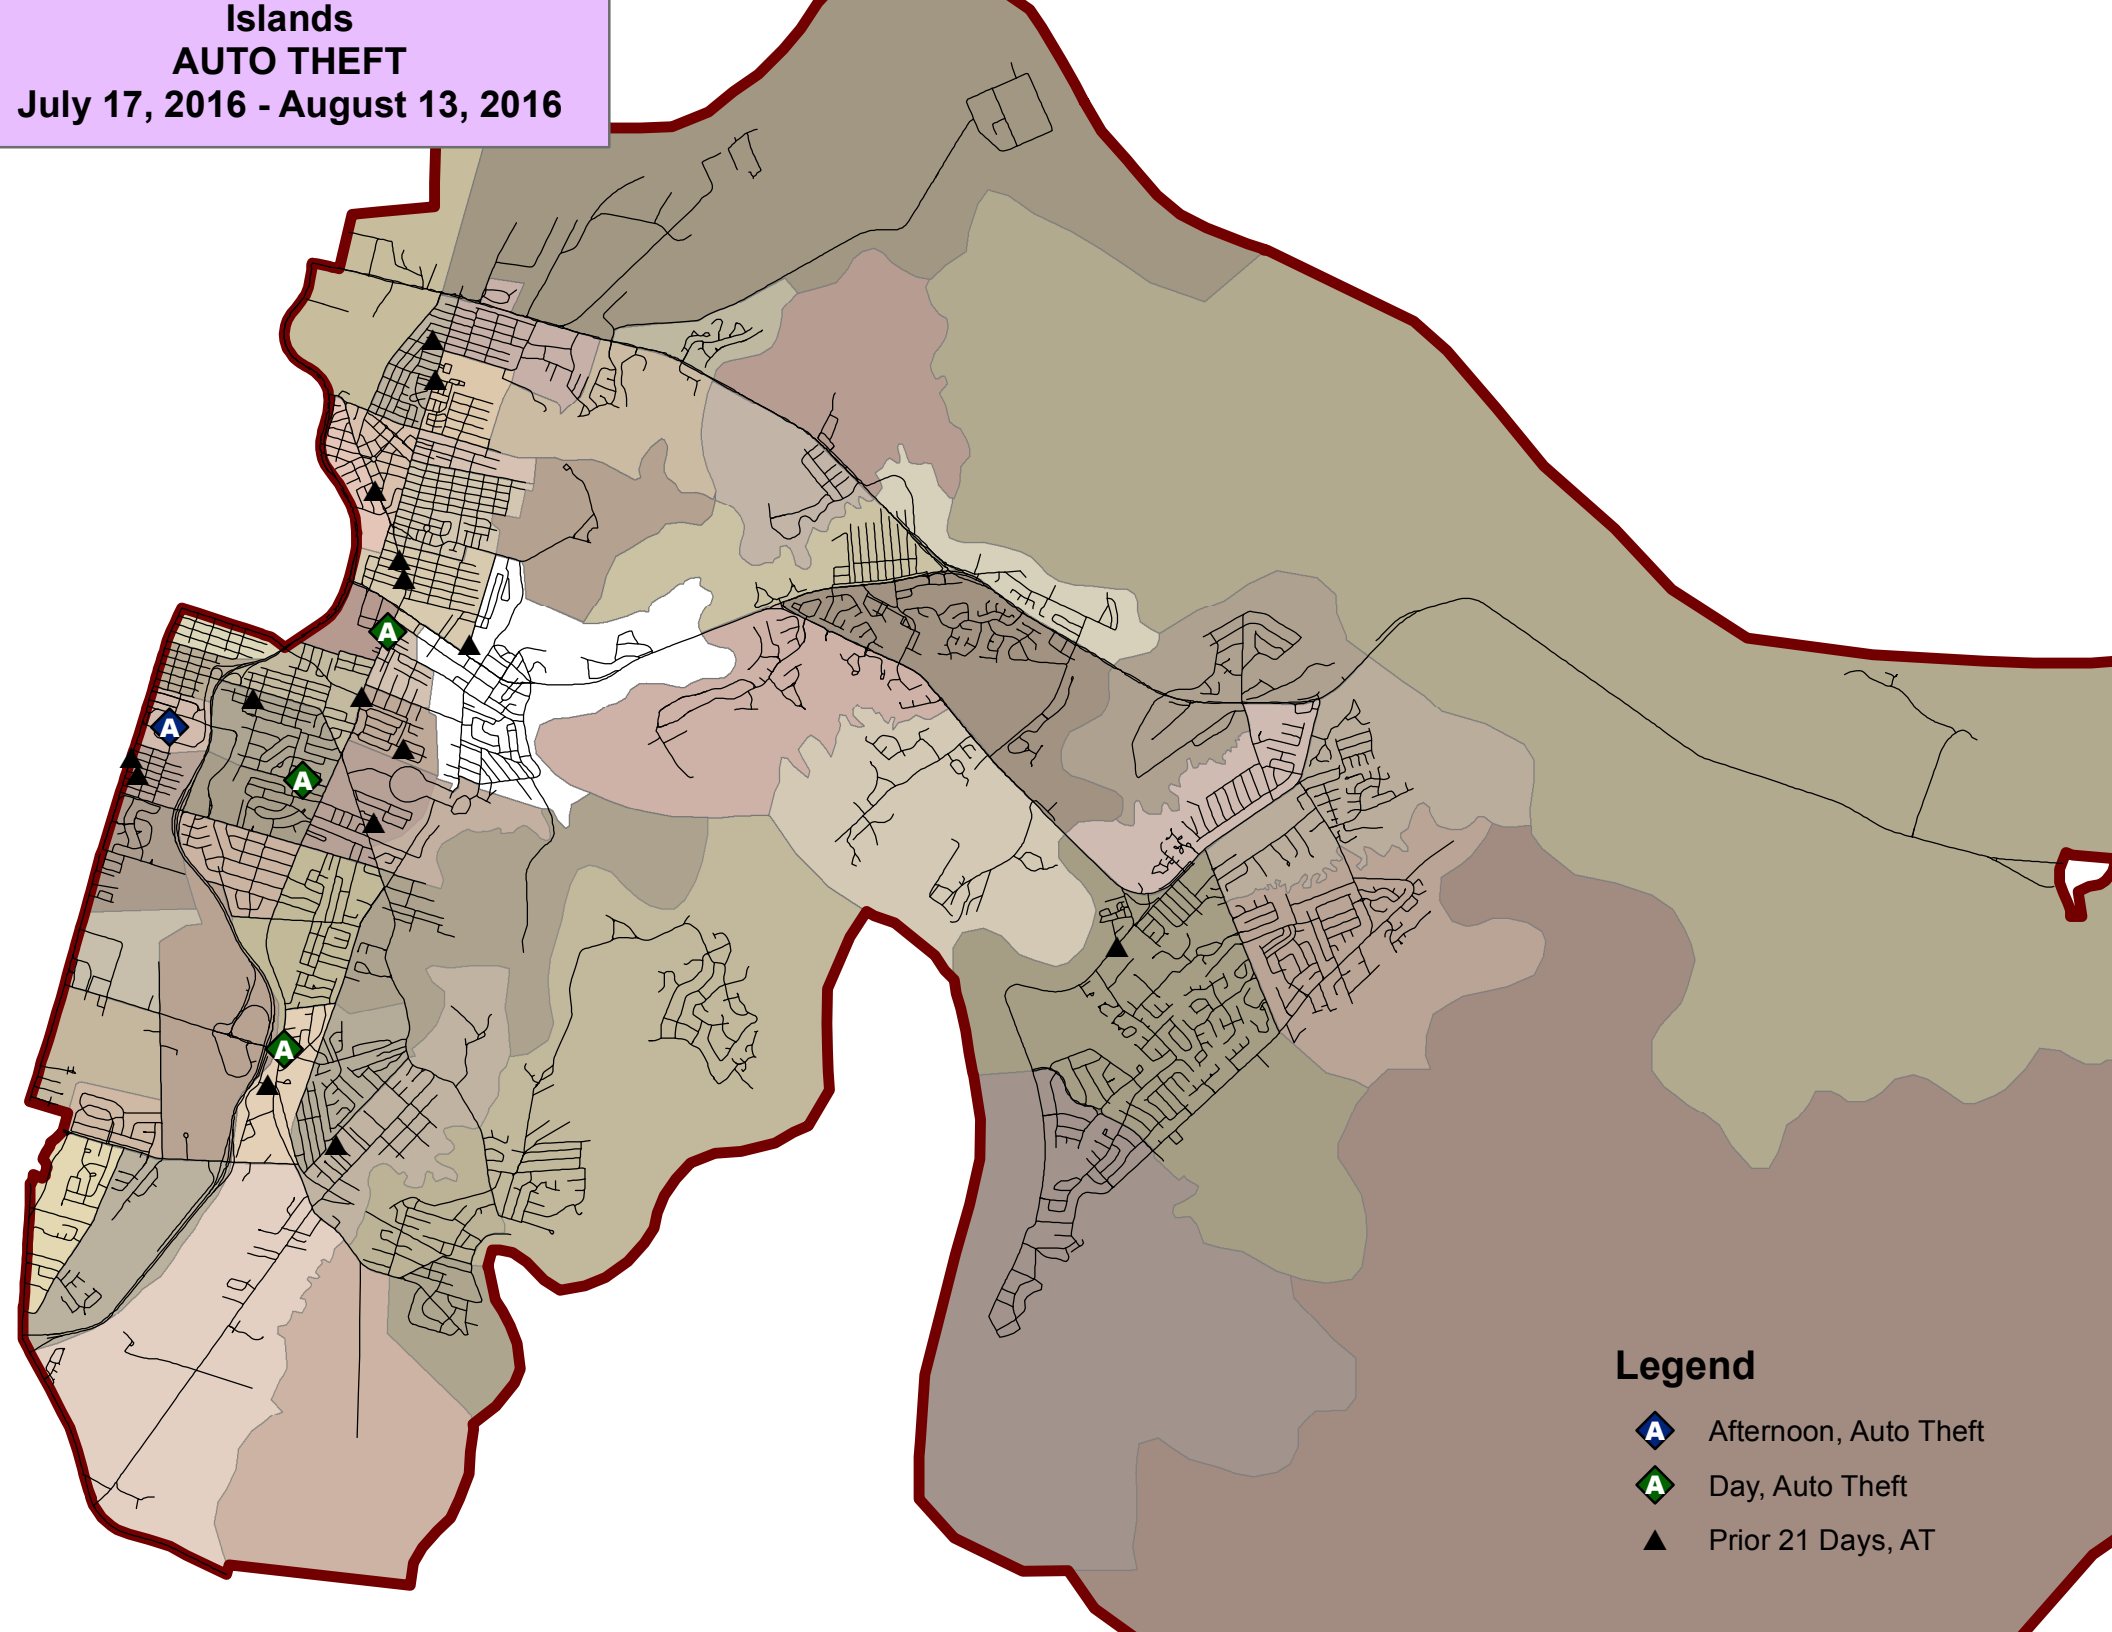 Islands
AUTO THEFT
July 17, 2016 - August 13, 2016
A
A
A
A
Legend
A Afternoon, Auto Theft
A Day, Auto Theft
Prior 21 Days, AT